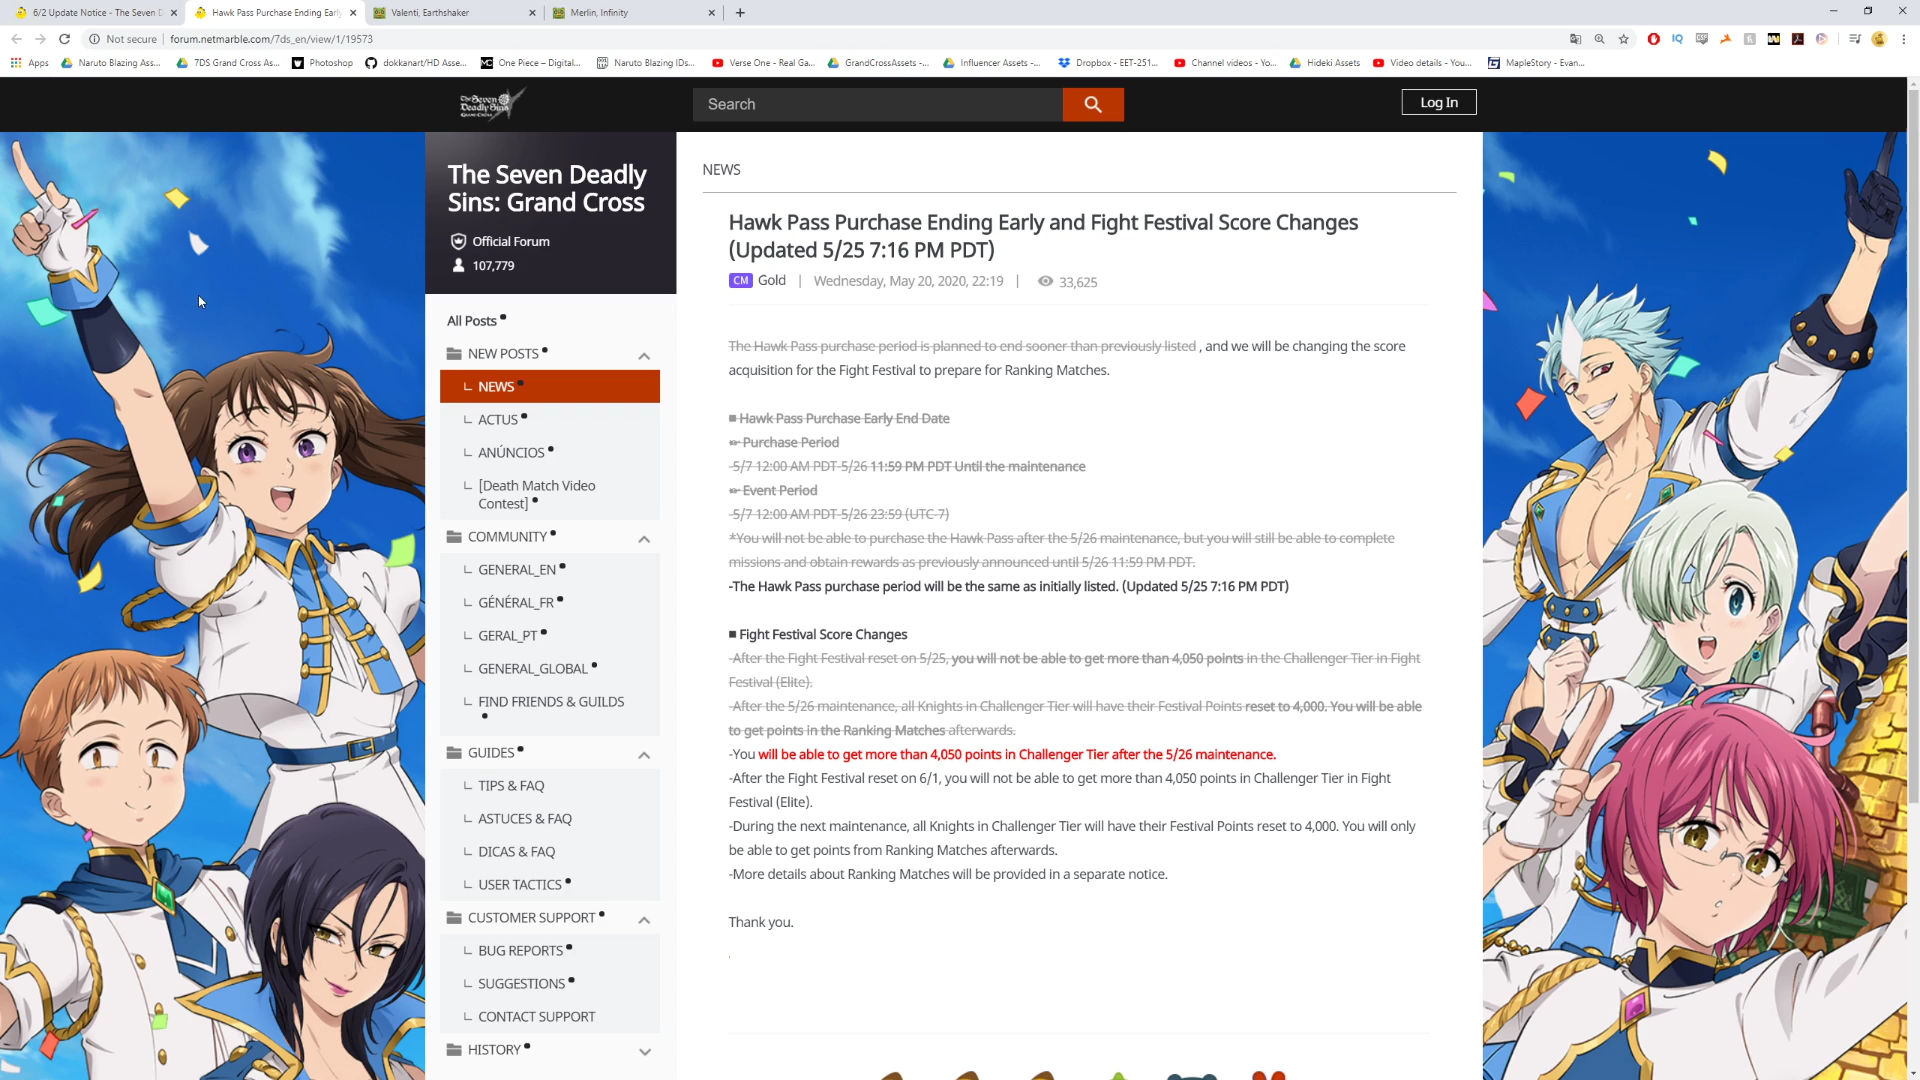 6/2 Update Notice - The Seven D
Hawk Pass Purchase Ending Early
Valenti, Earthshaker
Merlin, Infinity
Not secure
forum.netmarble.com/7ds_en/view/1/19573
Apps
Naruto Blazing Ass...
7DS Grand Cross As...
Photoshop
dokkanart/HD Asse...
One Piece – Digital...
Naruto Blazing IDs...
Verse One - Real Ga...
GrandCrossAssets -...
Influencer Assets -...
Dropbox - EET-251...
Channel videos - Yo...
Hideki Assets
Video details - You...
MapleStory - Evan...
The Seven
Deadly Sins
GRAND CROSS
Search
Log In
The Seven Deadly
Sins: Grand Cross
Official Forum
107,779
All Posts
NEW POSTS
NEWS
ACTUS
ANÚNCIOS
[Death Match Video
Contest]
COMMUNITY
GENERAL_EN
GÉNÉRAL_FR
GERAL_PT
GENERAL_GLOBAL
FIND FRIENDS & GUILDS
GUIDES
TIPS & FAQ
ASTUCES & FAQ
DICAS & FAQ
USER TACTICS
CUSTOMER SUPPORT
BUG REPORTS
SUGGESTIONS
CONTACT SUPPORT
HISTORY
NEWS
Hawk Pass Purchase Ending Early and Fight Festival Score Changes
(Updated 5/25 7:16 PM PDT)
CM Gold | Wednesday, May 20, 2020, 22:19 | 33,625
The Hawk Pass purchase period is planned to end sooner than previously listed , and we will be changing the score
acquisition for the Fight Festival to prepare for Ranking Matches.
■ Hawk Pass Purchase Early End Date
Purchase Period
-5/7 12:00 AM PDT-5/26 11:59 PM PDT Until the maintenance
Event Period
-5/7 12:00 AM PDT-5/26 23:59 (UTC-7)
*You will not be able to purchase the Hawk Pass after the 5/26 maintenance, but you will still be able to complete
missions and obtain rewards as previously announced until 5/26 11:59 PM PDT.
-The Hawk Pass purchase period will be the same as initially listed. (Updated 5/25 7:16 PM PDT)
■ Fight Festival Score Changes
-After the Fight Festival reset on 5/25, you will not be able to get more than 4,050 points in the Challenger Tier in Fight
Festival (Elite).
-After the 5/26 maintenance, all Knights in Challenger Tier will have their Festival Points reset to 4,000. You will be able
to get points in the Ranking Matches afterwards.
-You will be able to get more than 4,050 points in Challenger Tier after the 5/26 maintenance.
-After the Fight Festival reset on 6/1, you will not be able to get more than 4,050 points in Challenger Tier in Fight
Festival (Elite).
-During the next maintenance, all Knights in Challenger Tier will have their Festival Points reset to 4,000. You will only
be able to get points from Ranking Matches afterwards.
-More details about Ranking Matches will be provided in a separate notice.
Thank you.
.